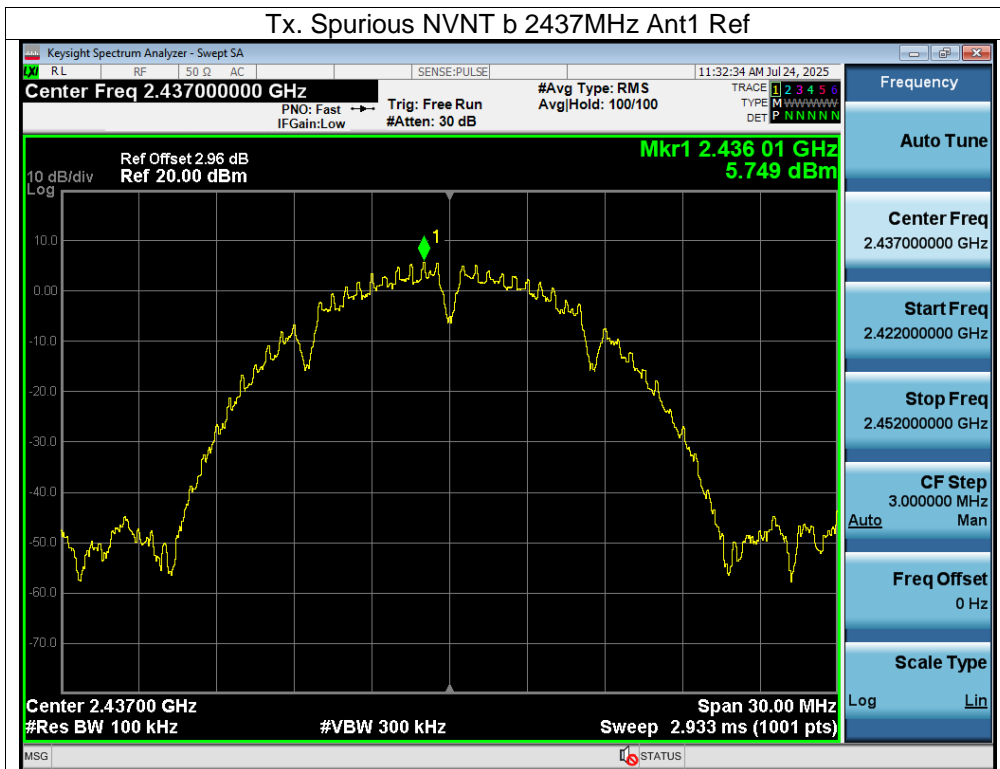 Tx. Spurious NVNT b 2437MHz Ant1 Ref
Keysight Spectrum Analyzer - Swept SA
LXI RL RF 50 Ω AC SENSE:PULSE 11:32:34 AM Jul 24, 2025
Center Freq 2.437000000 GHz
PNO: Fast
IFGain:Low
Trig: Free Run
#Atten: 30 dB
#Avg Type: RMS
Avg|Hold: 100/100
TRACE 1 2 3 4 5 6
TYPE M WWWWW
DET P N N N N N
Ref Offset 2.96 dB
10 dB/div Ref 20.00 dBm
Log
Mkr1 2.436 01 GHz
5.749 dBm
1
10.0
0.00
-10.0
-20.0
-30.0
-40.0
-50.0
-60.0
-70.0
Center 2.43700 GHz
Span 30.00 MHz
#Res BW 100 kHz
#VBW 300 kHz
Sweep 2.933 ms (1001 pts)
MSG
STATUS
Frequency
Auto Tune
Center Freq
2.437000000 GHz
Start Freq
2.422000000 GHz
Stop Freq
2.452000000 GHz
CF Step
3.000000 MHz
Auto Man
Freq Offset
0 Hz
Scale Type
Log Lin